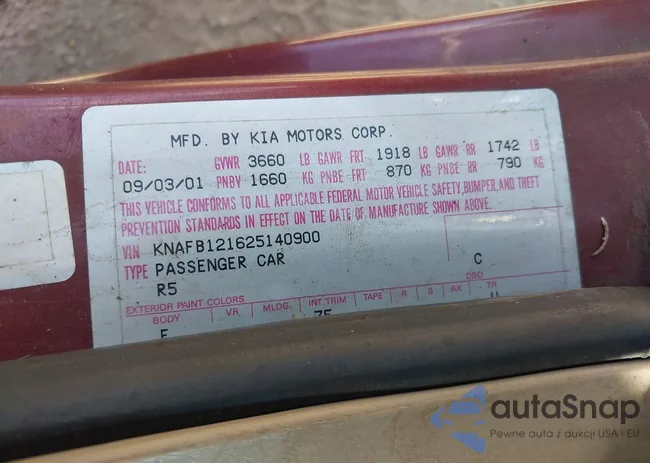 MFD. BY KIA MOTORS CORP.
DATE: GVWR 3660 LB GAWR FRT 1918 LB GAWR RR 1742 LB
09/03/01 PNBV 1660 KG PNBE FRT 870 KG PNBE RR 790 KG
THIS VEHICLE CONFORMS TO ALL APPLICABLE FEDERAL MOTOR VEHICLE SAFETY, BUMPER, AND THEFT
PREVENTION STANDARDS IN EFFECT ON THE DATE OF MANUFACTURE SHOWN ABOVE.
VIN KNAFB121625140900
TYPE PASSENGER CAR
R5 C
DSO
EXTERIOR PAINT COLORS
BODY VR. MLDG. INT.TRIM TAPE R S AX TR
75
autaSnap
Pewne auta z aukcji USA i EU